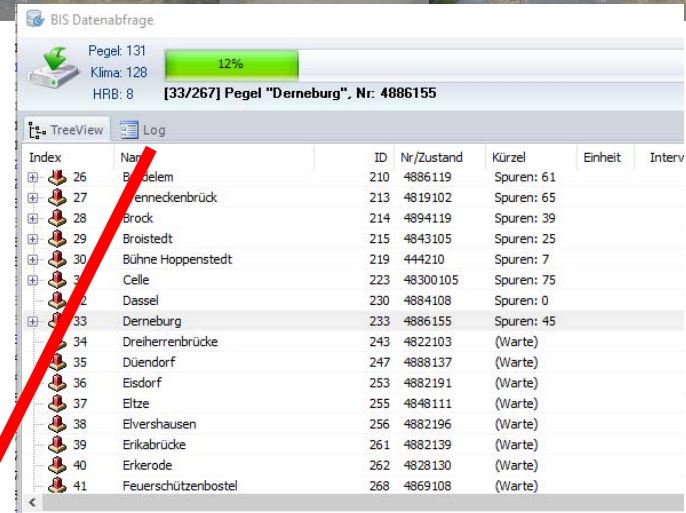 BIS Datenabfrage
Pegel: 131
Klima: 128
HRB: 8
12%
[33/267] Pegel "Derneburg", Nr: 4886155
TreeView Log
Index ID Nr/Zustand Kürzel Einheit
26 210 4886119 Spuren: 61
27 213 4819102 Spuren: 65
28 Brock 214 4894119 Spuren: 39
29 Broistedt 215 4843105 Spuren: 25
30 Bühne Hoppenstedt 219 444210 Spuren: 7
Celle 223 48300105 Spuren: 75
Dassel 230 4884108 Spuren: 0
33 Derneburg 233 4886155 Spuren: 45
34 Dreiherrenbrücke 243 4822103 (Warte)
35 Düendorf 247 4888137 (Warte)
36 Eisdorf 253 4882191 (Warte)
37 Eltze 255 4848111 (Warte)
38 Elvershausen 256 4882196 (Warte)
39 Erikabrücke 261 4882139 (Warte)
40 Erkerode 262 4828130 (Warte)
41 Feuerschützenbostel 268 4869108 (Warte)